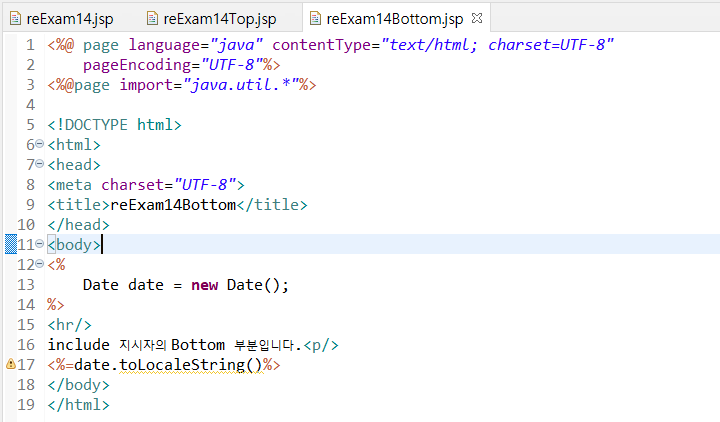 reExam14.jsp reExam14Top.jsp reExam14Bottom.jsp
1 <%@ page language="java" contentType="text/html; charset=UTF-8"
2     pageEncoding="UTF-8"%>
3 <%@page import="java.util.*"%>
4
5 <!DOCTYPE html>
6 <html>
7 <head>
8 <meta charset="UTF-8">
9 <title>reExam14Bottom</title>
10 </head>
11 <body>
12 <%
13     Date date = new Date();
14 %>
15 <hr/>
16 include 지시자의 Bottom 부분입니다.<p/>
17 <%=date.toLocaleString()%>
18 </body>
19 </html>